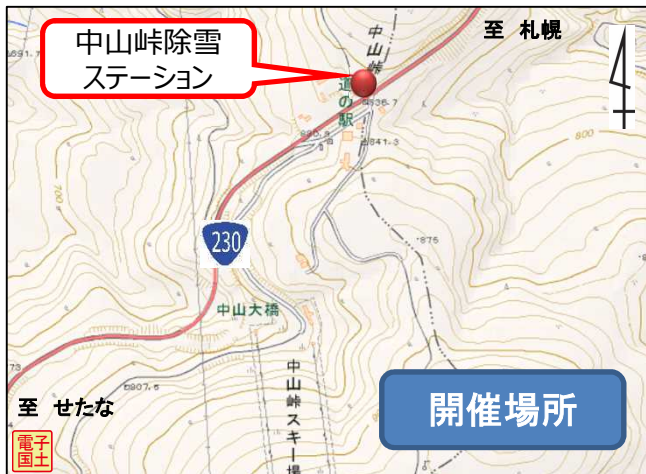 中山峠除雪
ステーション
至 札幌
中山峠
道の駅
836.7
841.3
800
700
875
230
中山大橋
807.5
中山峠スキー場
至 せたな
開催場所
電子
国土